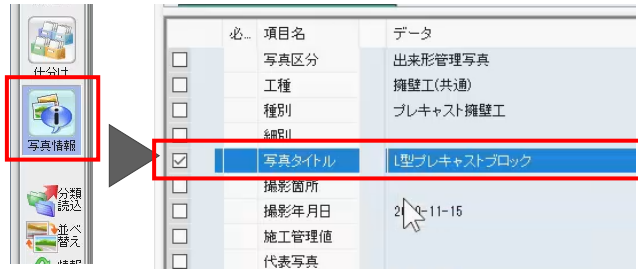 仕分け
写真情報
分類
読込
並べ
替え
必... 項目名 データ
写真区分 出来形管理写真
工種 擁壁工(共通)
種別 プレキャスト擁壁工
細別
写真タイトル L型プレキャストブロック
撮影箇所
撮影年月日
施工管理値
代表写真